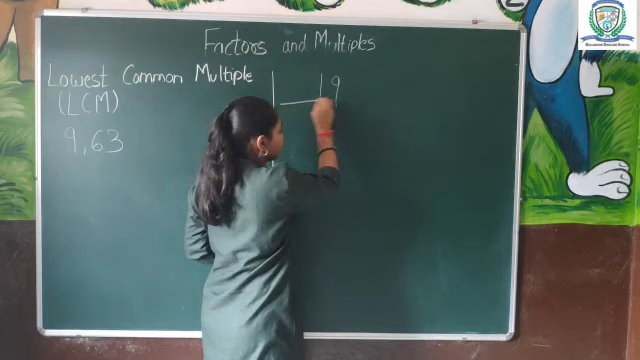 Factors and Multiples
Lowest Common Multiple
(LCM)
9
9,63